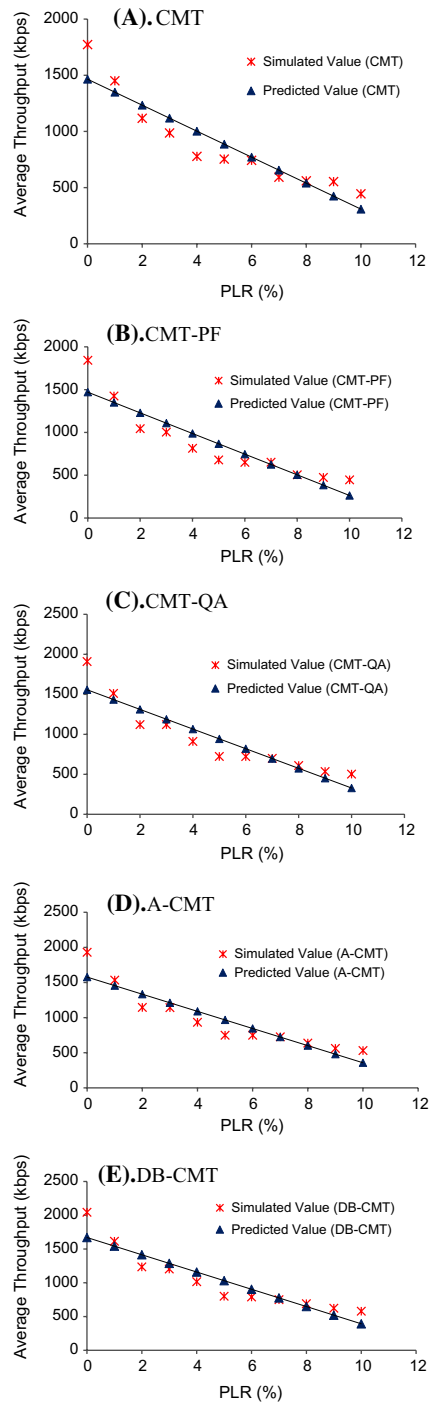 (A). CMT
Average Throughput (kbps)
2000
1500
1000
500
0
Simulated Value (CMT)
Predicted Value (CMT)
0 2 4 6 8 10 12
PLR (%)
(B).CMT-PF
Average Throughput (kbps)
2000
1500
1000
500
0
Simulated Value (CMT-PF)
Predicted Value (CMT-PF)
0 2 4 6 8 10 12
PLR (%)
(C).CMT-QA
Average Throughput (kbps)
2500
2000
1500
1000
500
0
Simulated Value (CMT-QA)
Predicted Value (CMT-QA)
0 2 4 6 8 10 12
PLR (%)
(D).A-CMT
Average Throughput (kbps)
2500
2000
1500
1000
500
0
Simulated Value (A-CMT)
Predicted Value (A-CMT)
0 2 4 6 8 10 12
PLR (%)
(E).DB-CMT
Average Throughput (kbps)
2500
2000
1500
1000
500
0
Simulated Value (DB-CMT)
Predicted Value (DB-CMT)
0 2 4 6 8 10 12
PLR (%)